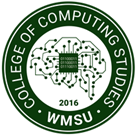 COLLEGE OF COMPUTING STUDIES
2016
• WMSU •